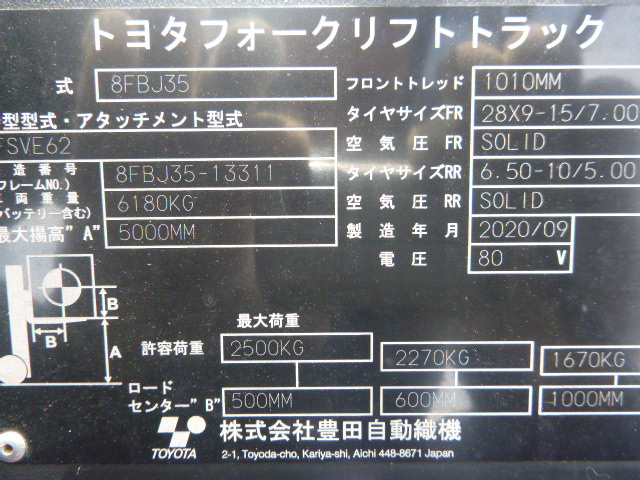 トヨタフォークリフトトラック
式 8FBJ35 フロントトレッド 1010MM
型型式・アタッチメント型式 タイヤサイズFR 28X9-15/7.00
FSVE62 空気圧FR SOLID
造番号 8FBJ35-13311 タイヤサイズRR 6.50-10/5.00
フレームNO.)
両重量 6180KG 空気圧RR SOLID
バッテリー含む)
最大揚高"A" 5000MM 製造年月 2020/09
電圧 80 V
B
B
A
最大荷重
許容荷重 2500KG 2270KG 1670KG
ロード
センター"B" 500MM 600MM 1000MM
TOYOTA 株式会社豊田自動織機
2-1, Toyoda-cho, Kariya-shi, Aichi 448-8671 Japan